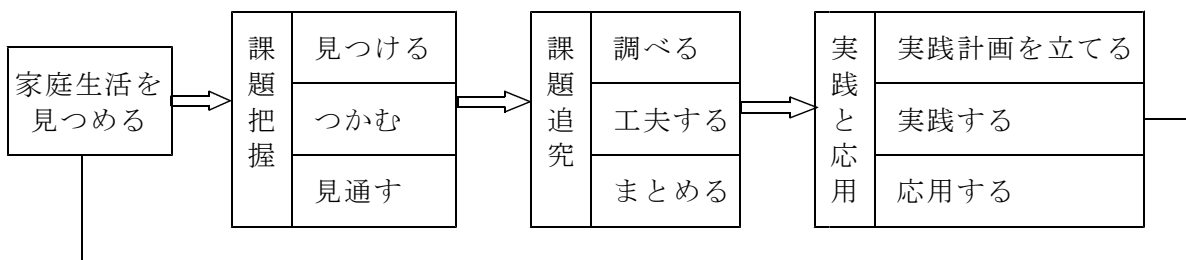 家庭生活を
見つめる
課題把握
見つける
つかむ
見通す
課題追究
調べる
工夫する
まとめる
実践と応用
実践計画を立てる
実践する
応用する